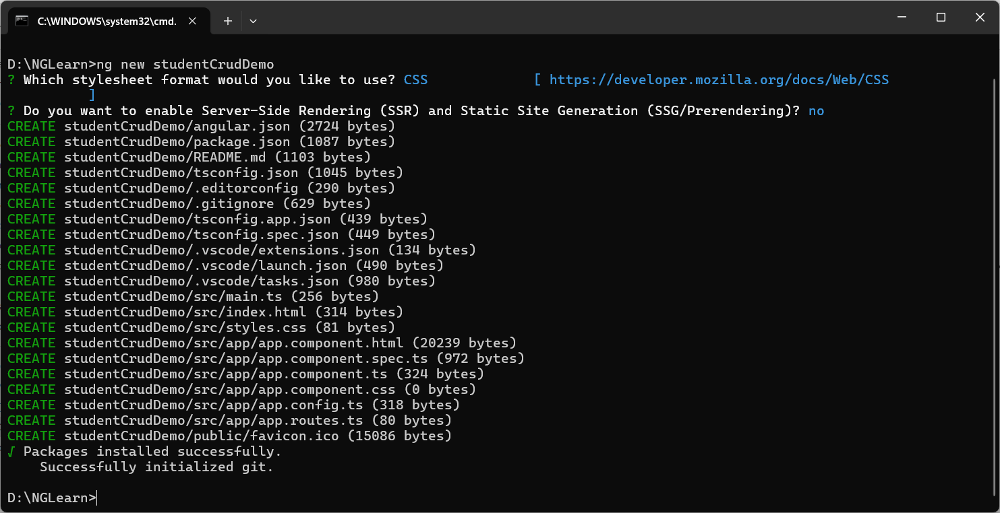 C:\WINDOWS\system32\cmd.
D:\NGLearn>ng new studentCrudDemo
? Which stylesheet format would you like to use? CSS             [ https://developer.mozilla.org/docs/Web/CSS
          ]
? Do you want to enable Server-Side Rendering (SSR) and Static Site Generation (SSG/Prerendering)? no
CREATE studentCrudDemo/angular.json (2724 bytes)
CREATE studentCrudDemo/package.json (1087 bytes)
CREATE studentCrudDemo/README.md (1103 bytes)
CREATE studentCrudDemo/tsconfig.json (1045 bytes)
CREATE studentCrudDemo/.editorconfig (290 bytes)
CREATE studentCrudDemo/.gitignore (629 bytes)
CREATE studentCrudDemo/tsconfig.app.json (439 bytes)
CREATE studentCrudDemo/tsconfig.spec.json (449 bytes)
CREATE studentCrudDemo/.vscode/extensions.json (134 bytes)
CREATE studentCrudDemo/.vscode/launch.json (490 bytes)
CREATE studentCrudDemo/.vscode/tasks.json (980 bytes)
CREATE studentCrudDemo/src/main.ts (256 bytes)
CREATE studentCrudDemo/src/index.html (314 bytes)
CREATE studentCrudDemo/src/styles.css (81 bytes)
CREATE studentCrudDemo/src/app/app.component.html (20239 bytes)
CREATE studentCrudDemo/src/app/app.component.spec.ts (972 bytes)
CREATE studentCrudDemo/src/app/app.component.ts (324 bytes)
CREATE studentCrudDemo/src/app/app.component.css (0 bytes)
CREATE studentCrudDemo/src/app/app.config.ts (318 bytes)
CREATE studentCrudDemo/src/app/app.routes.ts (80 bytes)
CREATE studentCrudDemo/public/favicon.ico (15086 bytes)
√ Packages installed successfully.
    Successfully initialized git.
D:\NGLearn>